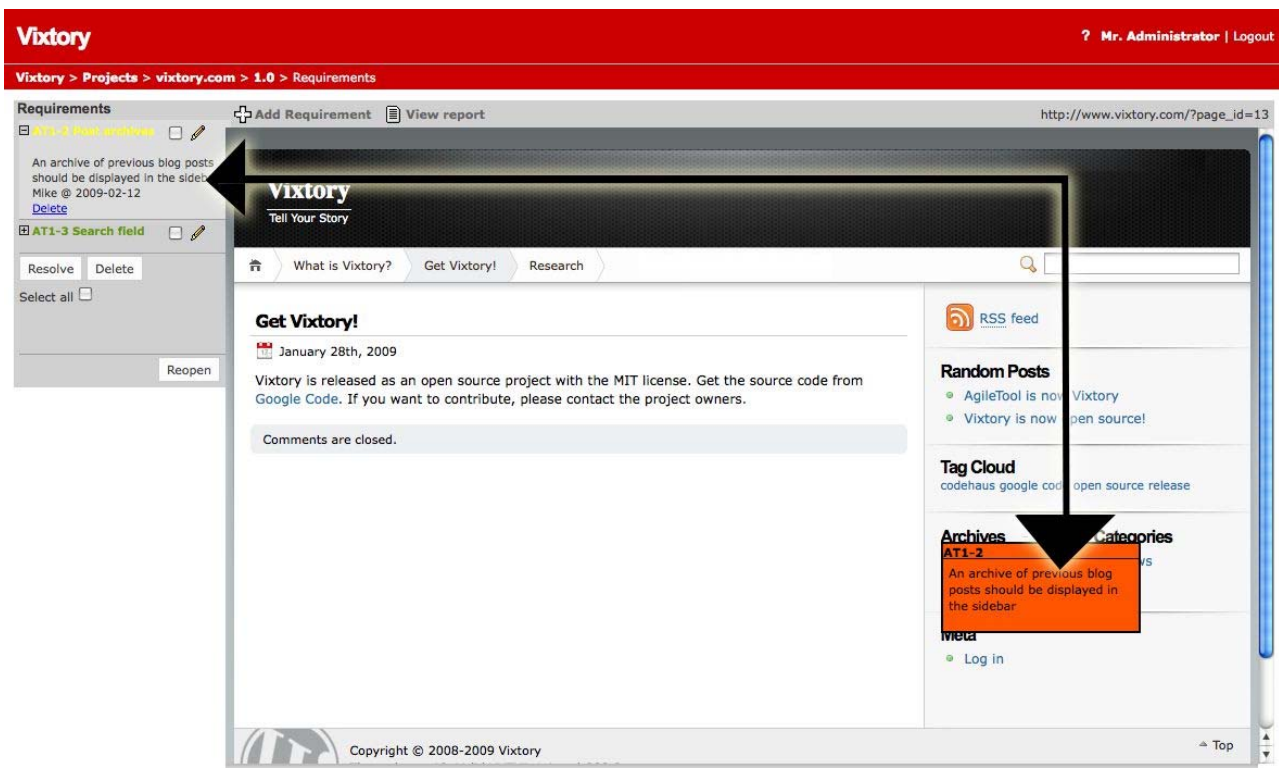 Vixtory
? Mr. Administrator | Logout
Vixtory > Projects > vixtory.com > 1.0 > Requirements
Requirements
AT1-2 Post archives
An archive of previous blog posts
should be displayed in the sideb
Mike @ 2009-02-12
Delete
AT1-3 Search field
Resolve Delete
Select all
Reopen
Add Requirement View report
http://www.vixtory.com/?page_id=13
Vixtory
Tell Your Story
What is Vixtory? Get Vixtory! Research
Get Vixtory!
January 28th, 2009
Vixtory is released as an open source project with the MIT license. Get the source code from
Google Code. If you want to contribute, please contact the project owners.
Comments are closed.
RSS feed
Random Posts
AgileTool is now Vixtory
Vixtory is now open source!
Tag Cloud
codehaus google code open source release
Archives Categories
AT1-2
An archive of previous blog
posts should be displayed in
the sidebar
Meta
Log in
Copyright © 2008-2009 Vixtory
Top